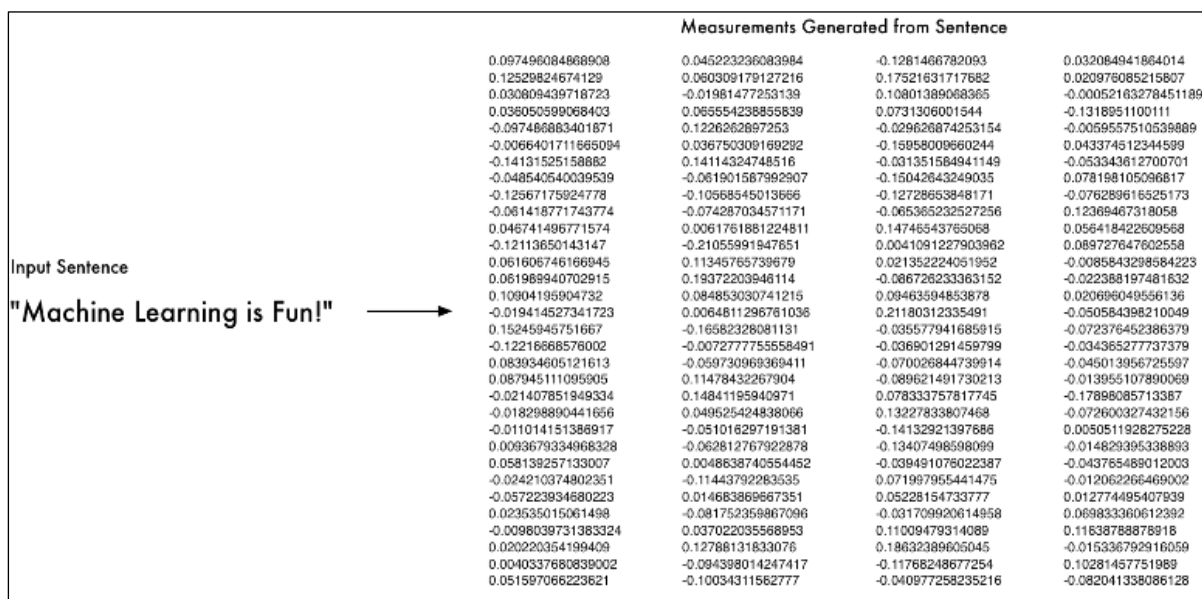 Measurements Generated from Sentence
0.097496084868908 0.045223236083984 -0.1281466782093 0.032084941864014
0.12529824674129 0.060309179127216 0.17521631717682 0.020976085215807
0.030809439718723 -0.01981477253139 0.10801389068365 -0.00052163278451189
0.036050599068403 0.065554238855839 0.0731306001544 -0.1318951100111
-0.097486883401871 0.1226262897253 -0.029626874253154 -0.0059557510539889
-0.0066401711665094 0.036750309169292 -0.15958009660244 0.043374512344599
-0.14131525158882 0.14114324748516 -0.031351584941149 -0.053343612700701
-0.048540540039539 -0.061901587992907 -0.15042643249035 0.078198105096817
-0.12567175924778 -0.10568545013666 -0.12728653848171 -0.076289616525173
-0.061418771743774 -0.074287034571171 -0.065365232527256 0.12369467318058
0.046741496771574 0.0061761881224811 0.14746543765068 0.056418422609568
-0.12113650143147 -0.21055991947651 0.0041091227903962 0.089727647602558
0.061606746166945 0.11345765739679 0.021352224051952 -0.0085843298584223
Input Sentence
0.061989940702915 0.19372203946114 -0.086726233363152 -0.022388197481632
0.10904195904732 0.084853030741215 0.09463594853878 0.020696049556136
"Machine Learning is Fun!"
-0.019414527341723 0.0064811296761036 0.21180312335491 -0.050584398210049
0.15245945751667 -0.16582328081131 -0.035577941685915 -0.072376452386379
-0.12216668576002 -0.0072777755558491 -0.036901291459799 -0.034365277737379
0.083934605121613 -0.059730969369411 -0.070026844739914 -0.045013956725597
0.087945111095905 0.11478432267904 -0.089621491730213 -0.013955107890069
-0.021407851949334 0.14841195940971 0.078333757817745 -0.17898085713387
-0.018298890441656 0.049525424838066 0.13227833807468 -0.072600327432156
-0.011014151386917 -0.051016297191381 -0.14132921397686 0.0050511928275228
0.0093679334968328 -0.062812767922878 -0.13407498598099 -0.014829395338893
0.058139257133007 0.0048638740554452 -0.039491076022387 -0.043765489012003
-0.024210374802351 -0.11443792283535 0.071997955441475 -0.012062266469002
-0.057223934680223 0.014683869667351 0.05228154733777 0.012774495407939
0.023535015061498 -0.081752359867096 -0.031709920614958 0.069833360612392
-0.0098039731383324 0.037022035568953 0.11009479314089 0.11638788878918
0.020220354199409 0.12788131833076 0.18632389605045 -0.015336792916059
0.0040337680839002 -0.094398014247417 -0.11768248677254 0.10281457751989
0.051597066223621 -0.10034311562777 -0.040977258235216 -0.082041338086128